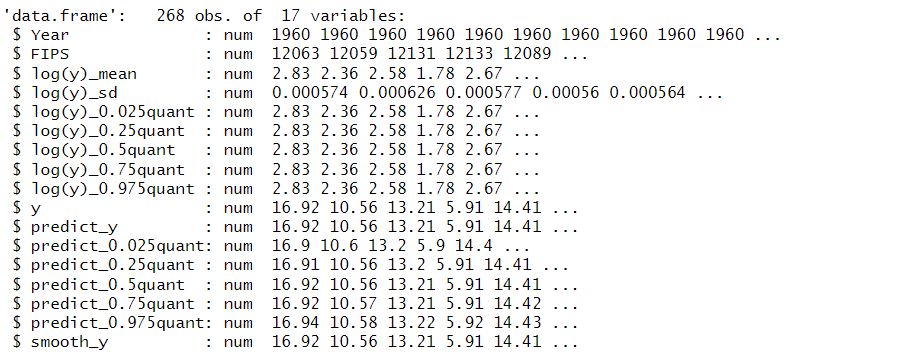 'data.frame':   268 obs. of  17 variables:
 $ Year              : num  1960 1960 1960 1960 1960 1960 1960 1960 1960 1960 ...
 $ FIPS              : num  12063 12059 12131 12133 12089 ...
 $ log(y)_mean       : num  2.83 2.36 2.58 1.78 2.67 ...
 $ log(y)_sd         : num  0.000574 0.000626 0.000577 0.00056 0.000564 ...
 $ log(y)_0.025quant : num  2.83 2.36 2.58 1.78 2.67 ...
 $ log(y)_0.25quant  : num  2.83 2.36 2.58 1.78 2.67 ...
 $ log(y)_0.5quant   : num  2.83 2.36 2.58 1.78 2.67 ...
 $ log(y)_0.75quant  : num  2.83 2.36 2.58 1.78 2.67 ...
 $ log(y)_0.975quant : num  2.83 2.36 2.58 1.78 2.67 ...
 $ y                 : num  16.92 10.56 13.21 5.91 14.41 ...
 $ predict_y         : num  16.92 10.56 13.21 5.91 14.41 ...
 $ predict_0.025quant: num  16.9 10.6 13.2 5.9 14.4 ...
 $ predict_0.25quant : num  16.91 10.56 13.2 5.91 14.41 ...
 $ predict_0.5quant  : num  16.92 10.56 13.21 5.91 14.41 ...
 $ predict_0.75quant : num  16.92 10.57 13.21 5.91 14.42 ...
 $ predict_0.975quant: num  16.94 10.58 13.22 5.92 14.43 ...
 $ smooth_y          : num  16.92 10.56 13.21 5.91 14.41 ...